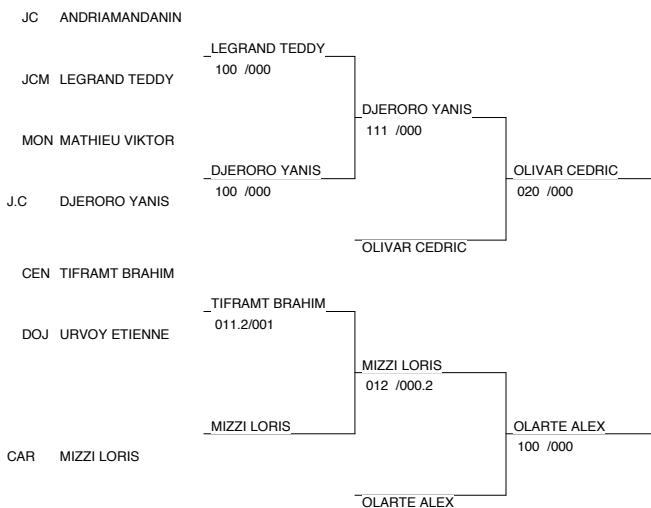 JC ANDRIAMANDANIN
LEGRAND TEDDY
100 /000
JCM LEGRAND TEDDY
DJERORO YANIS
111 /000
MON MATHIEU VIKTOR
DJERORO YANIS
100 /000
OLIVAR CEDRIC
020 /000
J.C DJERORO YANIS
OLIVAR CEDRIC
CEN TIFRAMT BRAHIM
TIFRAMT BRAHIM
011.2/001
DOJ URVOY ETIENNE
MIZZI LORIS
012 /000.2
MIZZI LORIS
OLARTE ALEX
100 /000
CAR MIZZI LORIS
OLARTE ALEX